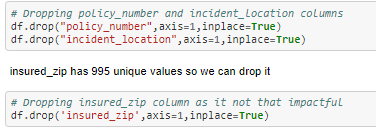 # Dropping policy_number and incident_location columns
df.drop("policy_number",axis=1,inplace=True)
df.drop("incident_location",axis=1,inplace=True)
insured_zip has 995 unique values so we can drop it
# Dropping insured_zip column as it not that impactful
df.drop('insured_zip',axis=1,inplace=True)